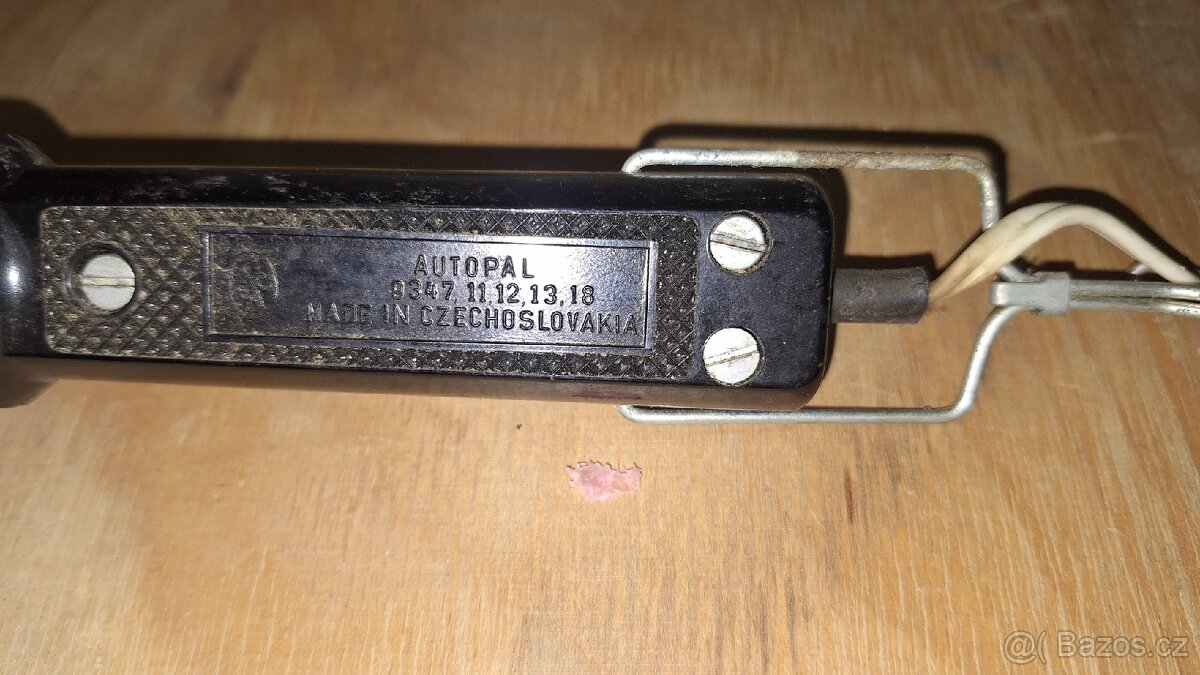 AUTOPAL
9347,11,12,13,18
MADE IN CZECHOSLOVAKIA
@( Bazos.cz